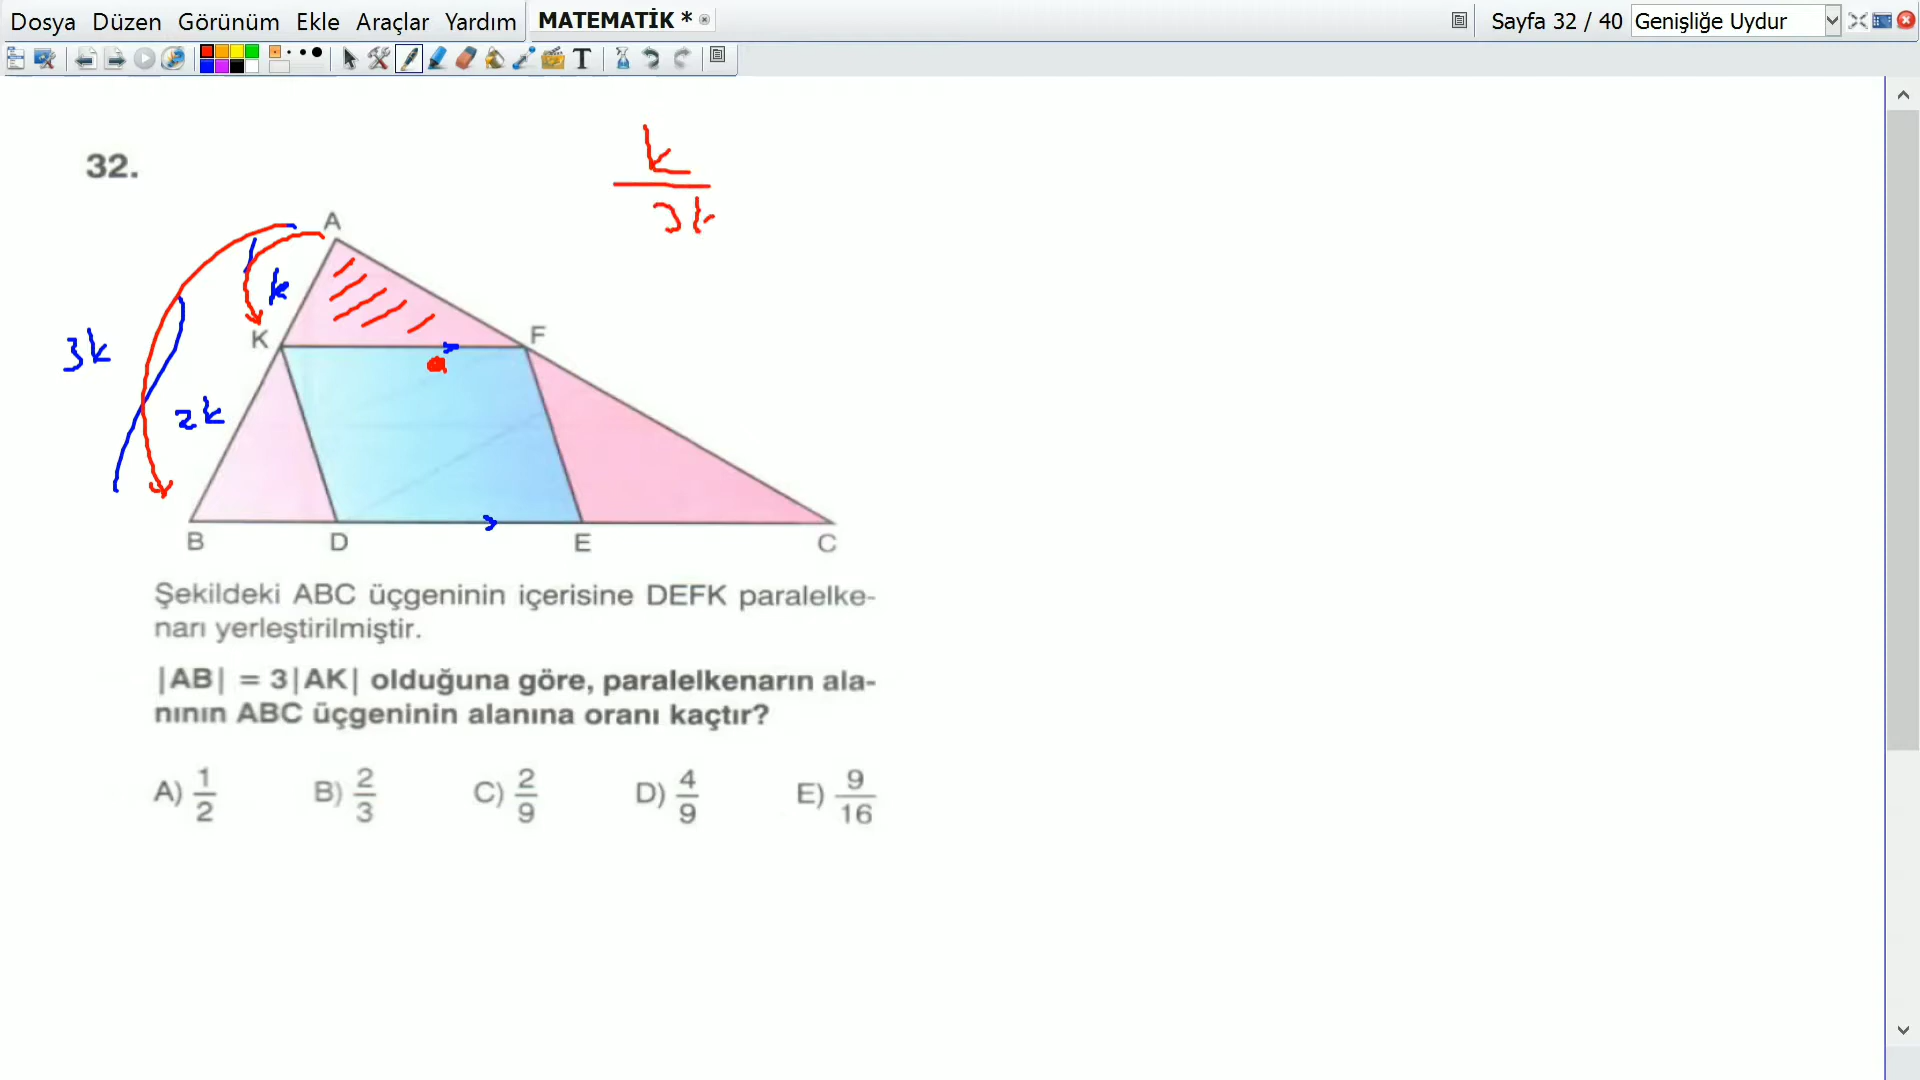 Dosya Düzen Görünüm Ekle Araçlar Yardım MATEMATİK * Sayfa 32 / 40 Genişliğe Uydur
T
32.
k
3k
A
k
K F
3k
a
2k
B D E C
Şekildeki ABC üçgeninin içerisine DEFK paralelke-
narı yerleştirilmiştir.
|AB| = 3|AK| olduğuna göre, paralelkenarın ala-
nının ABC üçgeninin alanına oranı kaçtır?
A) 1/2 B) 2/3 C) 2/9 D) 4/9 E) 9/16